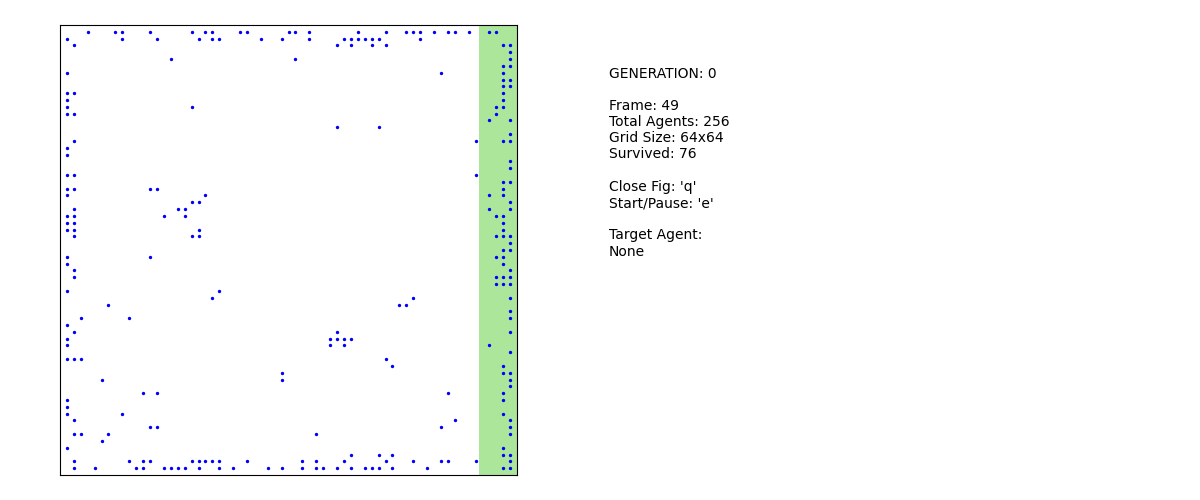 GENERATION: 0
Frame: 49
Total Agents: 256
Grid Size: 64x64
Survived: 76
Close Fig: 'q'
Start/Pause: 'e'
Target Agent:
None